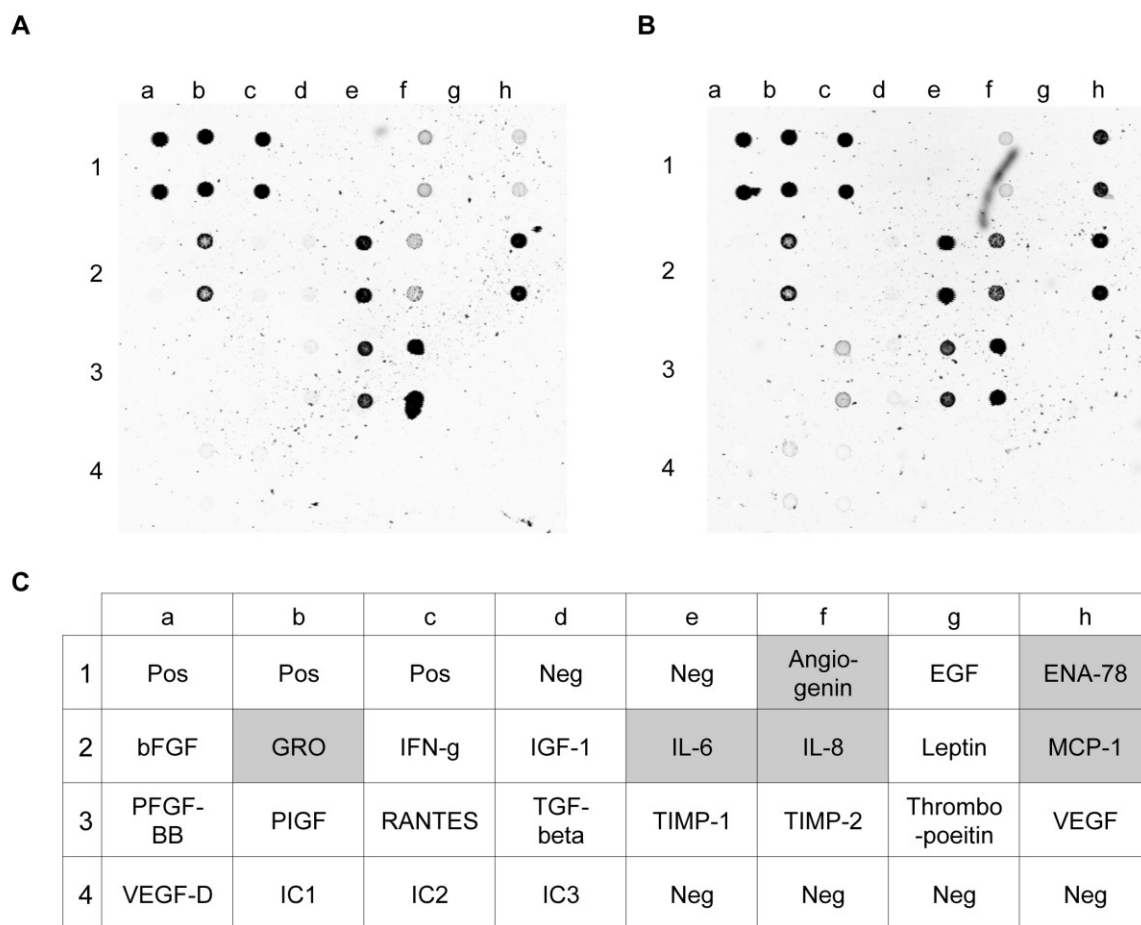 A
B
a b c d e f g h
a b c d e f g h
1
1
2
2
3
3
4
4
C
a b c d e f g h
1 Pos Pos Pos Neg Neg Angio-
genin EGF ENA-78
2 bFGF GRO IFN-g IGF-1 IL-6 IL-8 Leptin MCP-1
3 PFGF-
BB PIGF RANTES TGF-
beta TIMP-1 TIMP-2 Thrombo
-poeitin VEGF
4 VEGF-D IC1 IC2 IC3 Neg Neg Neg Neg